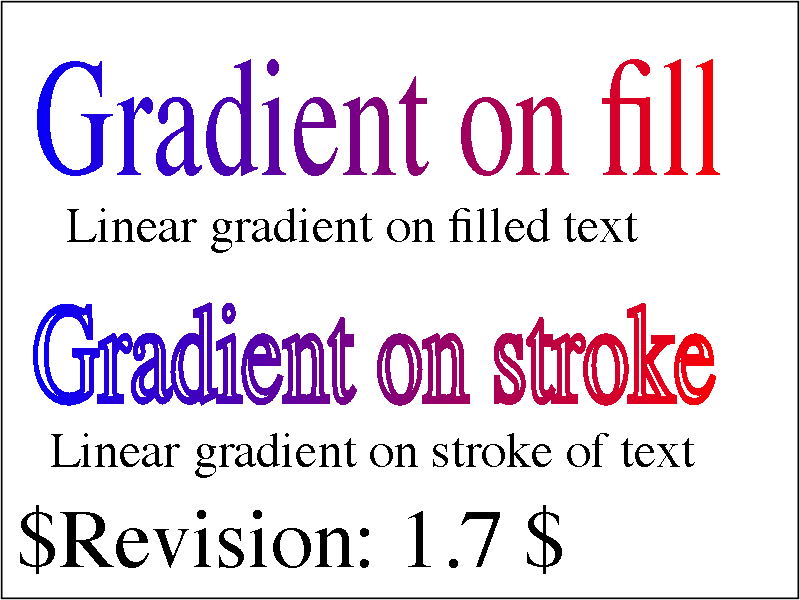 Gradient on fill
Linear gradient on filled text
Gradient on stroke
Linear gradient on stroke of text
$Revision: 1.7 $